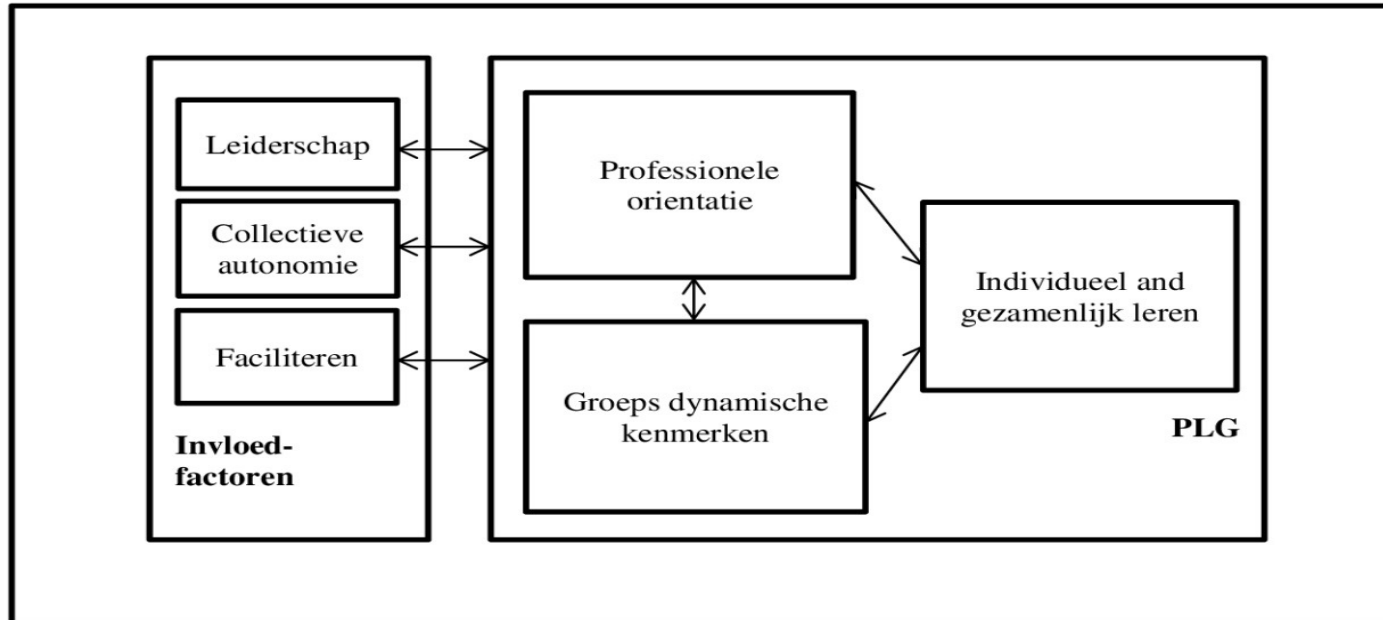 Leiderschap
Collectieve
autonomie
Faciliteren
Invloed-
factoren
Professionele
orientatie
Groeps dynamische
kenmerken
Individueel and
gezamenlijk leren
PLG